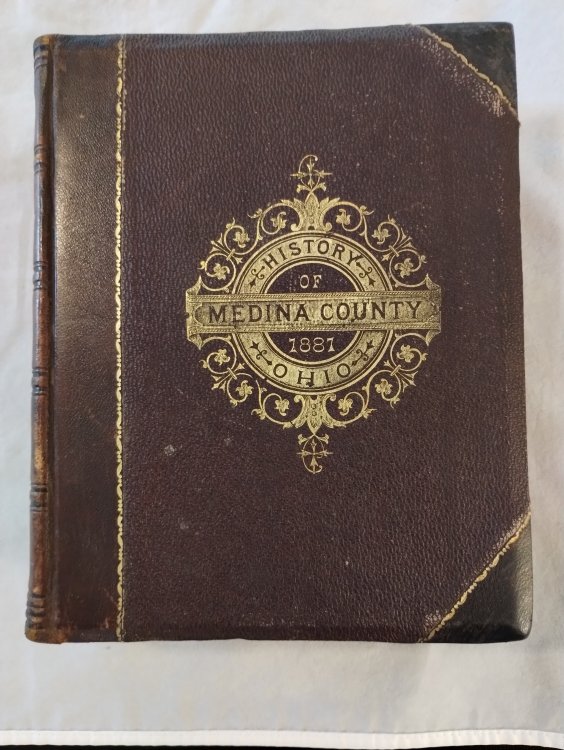 HISTORY
OF
MEDINA COUNTY
1881
OHIO